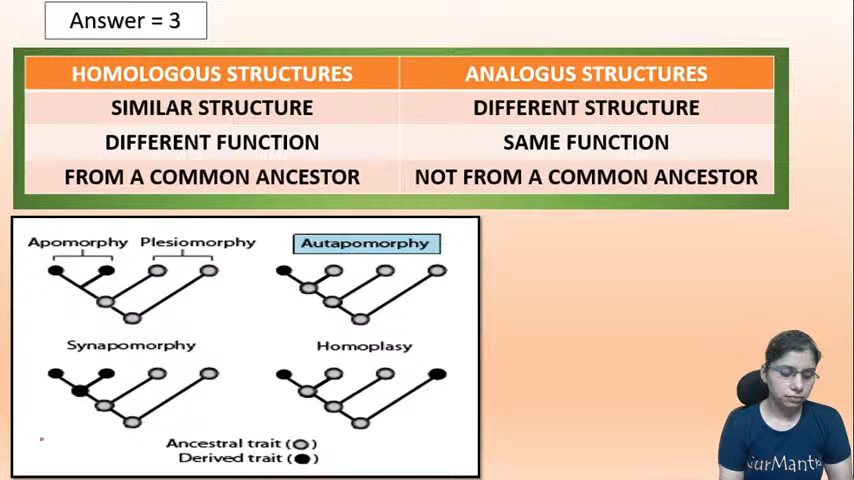 Answer = 3
HOMOLOGOUS STRUCTURES ANALOGUS STRUCTURES
SIMILAR STRUCTURE DIFFERENT STRUCTURE
DIFFERENT FUNCTION SAME FUNCTION
FROM A COMMON ANCESTOR NOT FROM A COMMON ANCESTOR
Apomorphy Plesiomorphy Autapomorphy
Synapomorphy Homoplasy
Ancestral trait ( )
Derived trait ( )
GurMantr